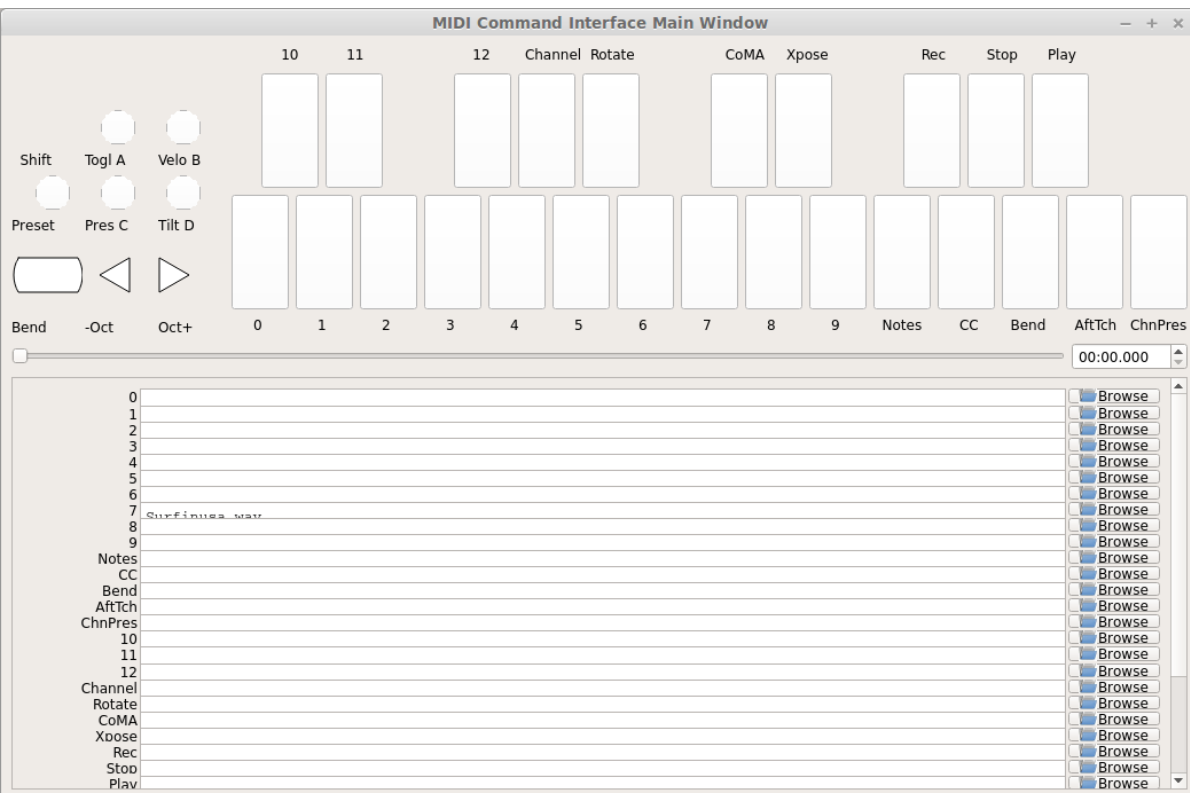 MIDI Command Interface Main Window
10 11 12 Channel Rotate CoMA Xpose Rec Stop Play
Shift Togl A Velo B
Preset Pres C Tilt D
Bend -Oct Oct+ 0 1 2 3 4 5 6 7 8 9 Notes CC Bend AftTch ChnPres
00:00.000
0 Browse
1 Browse
2 Browse
3 Browse
4 Browse
5 Browse
6 Browse
7 Browse
8 Browse
9 Browse
Notes Browse
CC Browse
Bend Browse
AftTch Browse
ChnPres Browse
10 Browse
11 Browse
12 Browse
Channel Browse
Rotate Browse
CoMA Browse
Xpose Browse
Rec Browse
Stop Browse
Play Browse